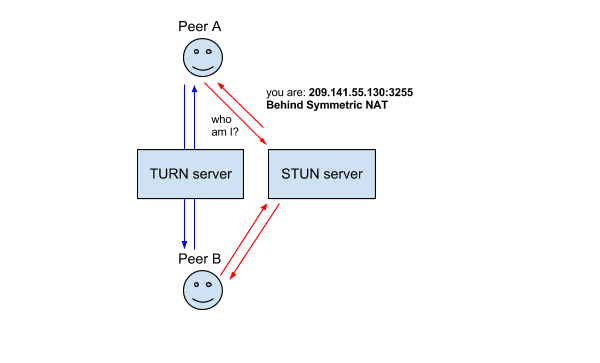 Peer A
you are: 209.141.55.130:3255
Behind Symmetric NAT
who
am I?
TURN server
STUN server
Peer B